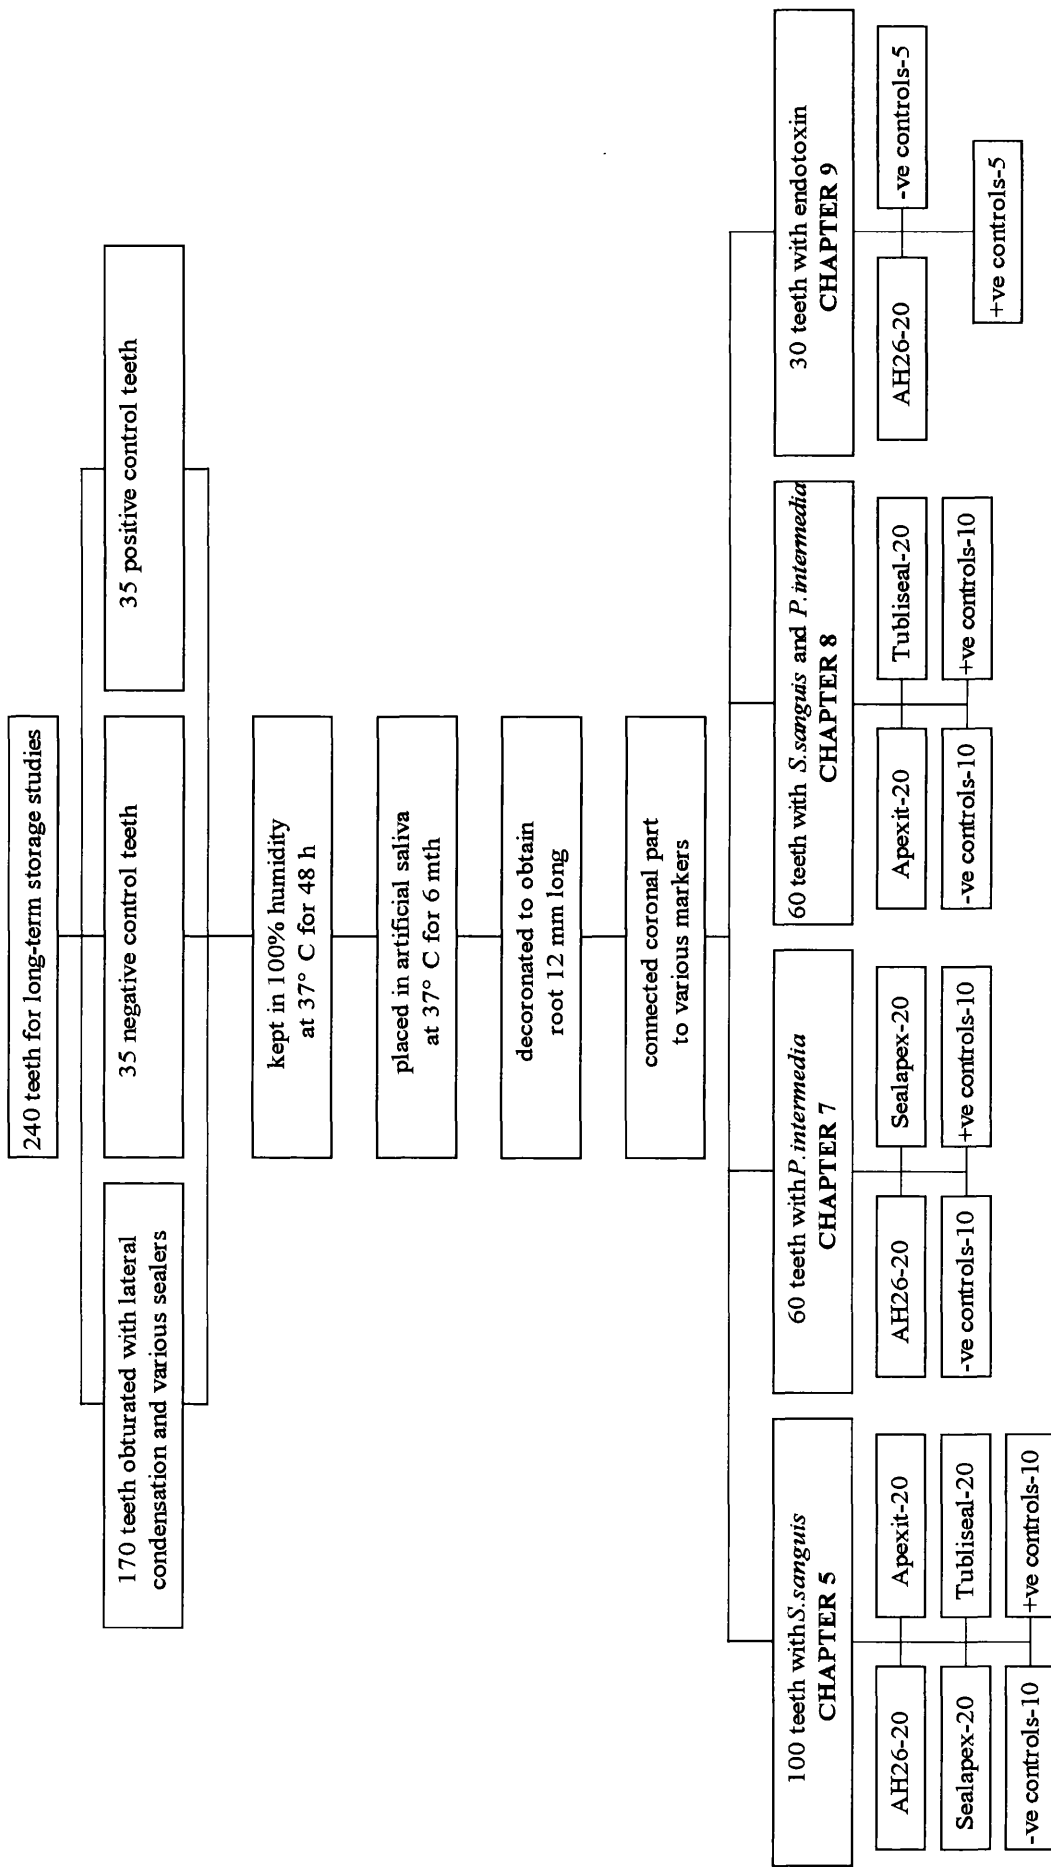 240 teeth for long-term storage studies
170 teeth obturated with lateral
condensation and various sealers
35 negative control teeth
35 positive control teeth
kept in 100% humidity
at 37° C for 48 h
placed in artificial saliva
at 37° C for 6 mth
decoronated to obtain
root 12 mm long
connected coronal part
to various markers
100 teeth with S.sanguis
CHAPTER 5
AH26-20
Apexit-20
Sealapex-20
Tubliseal-20
-ve controls-10
+ve controls-10
60 teeth with P.intermedia
CHAPTER 7
AH26-20
Sealapex-20
-ve controls-10
+ve controls-10
60 teeth with S.sanguis and P.intermedia
CHAPTER 8
Apexit-20
Tubliseal-20
-ve controls-10
+ve controls-10
30 teeth with endotoxin
CHAPTER 9
AH26-20
-ve controls-5
+ve controls-5